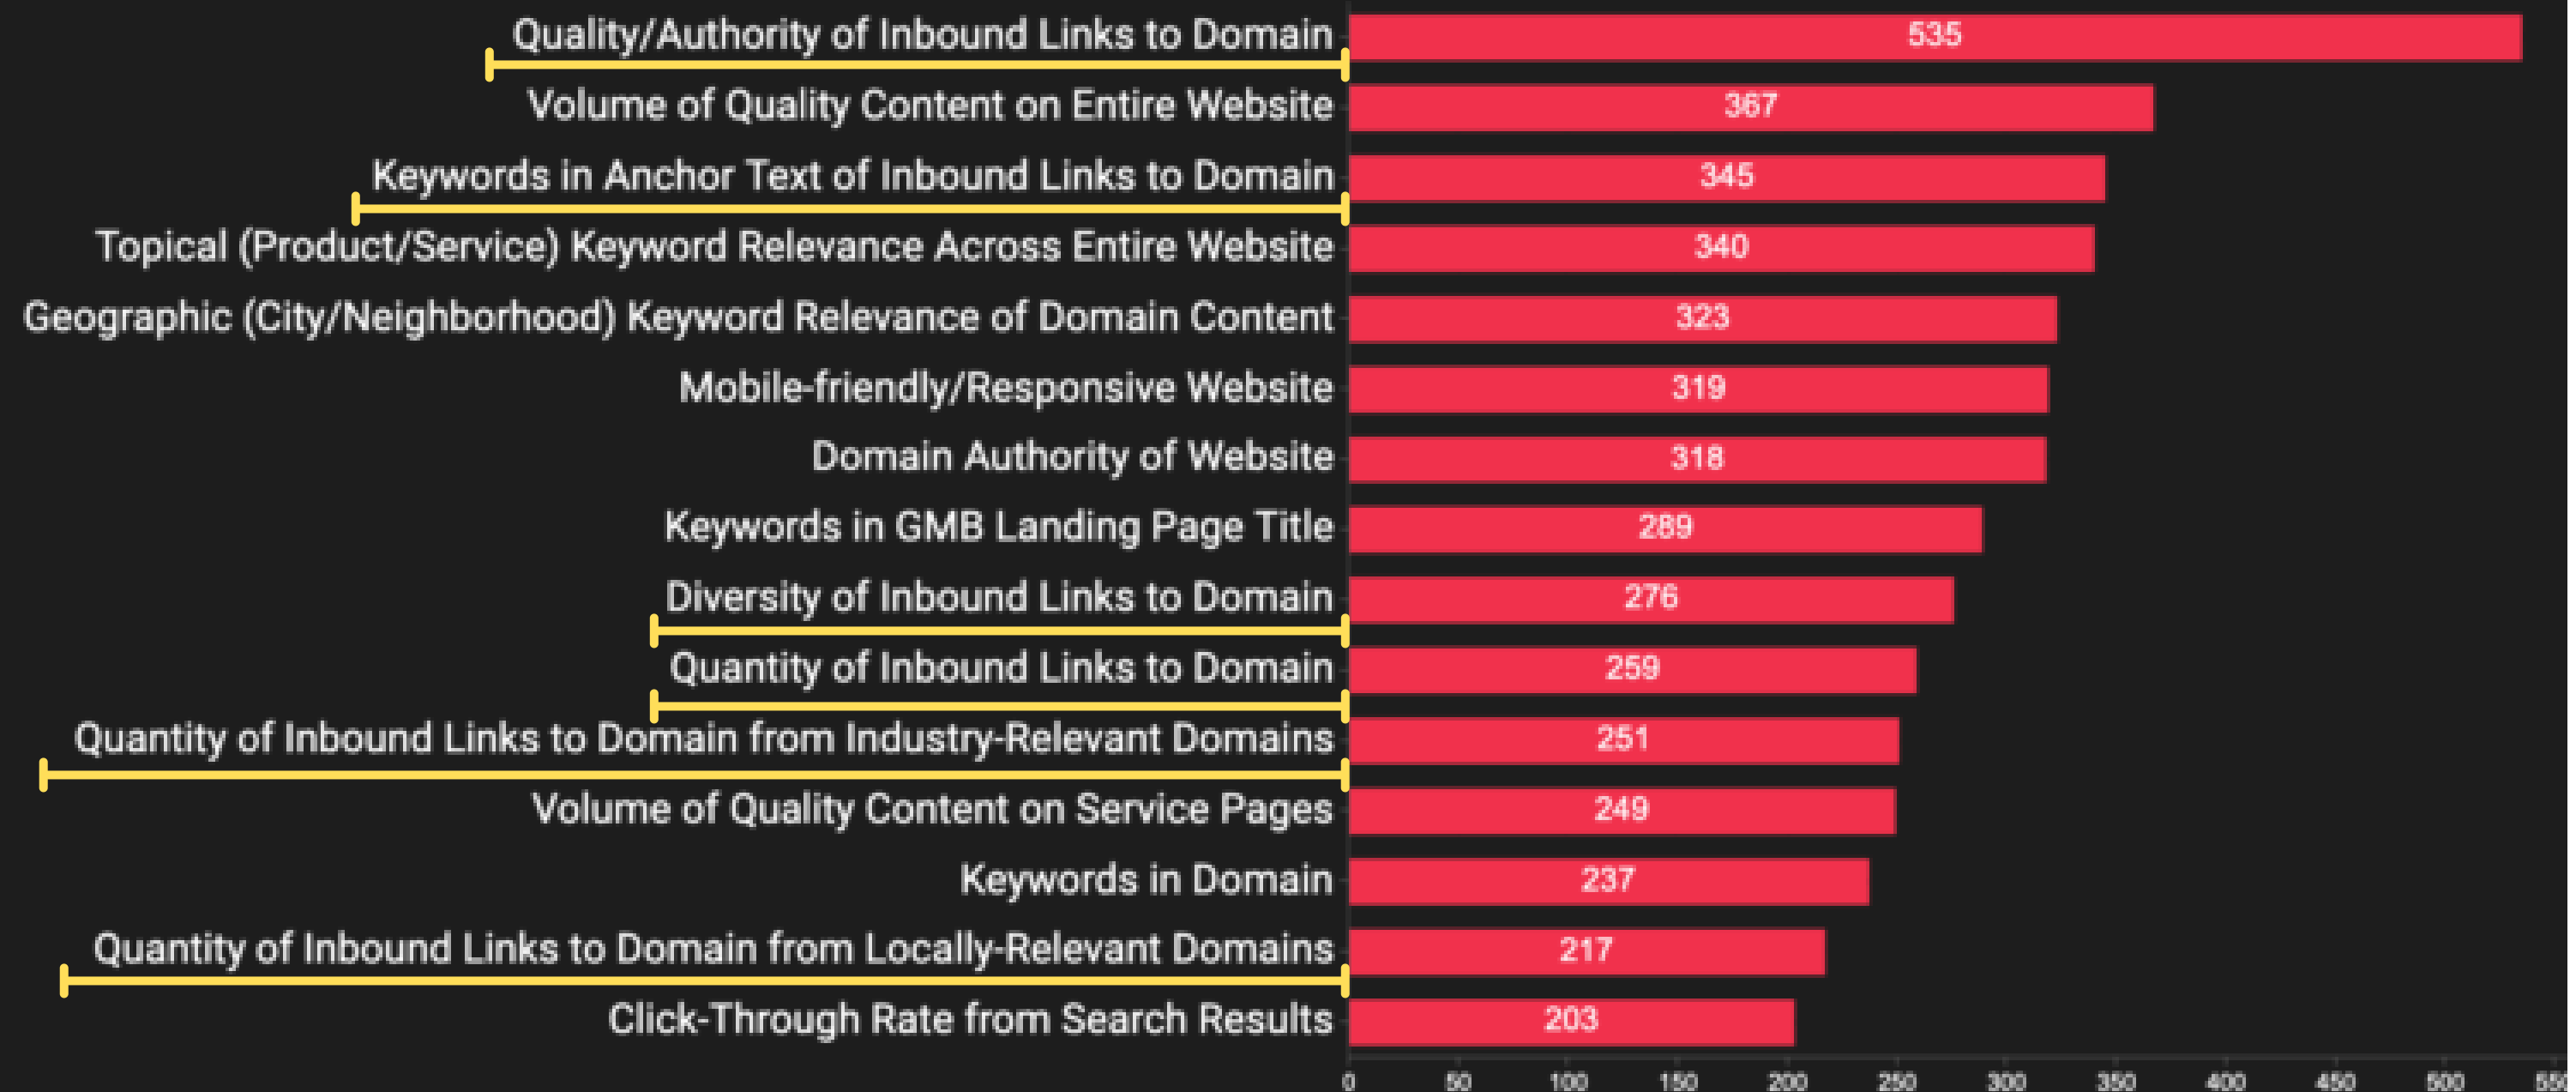 Quality/Authority of Inbound Links to Domain 535
Volume of Quality Content on Entire Website 367
Keywords in Anchor Text of Inbound Links to Domain 345
Topical (Product/Service) Keyword Relevance Across Entire Website 340
Geographic (City/Neighborhood) Keyword Relevance of Domain Content 323
Mobile-friendly/Responsive Website 319
Domain Authority of Website 318
Keywords in GMB Landing Page Title 289
Diversity of Inbound Links to Domain 276
Quantity of Inbound Links to Domain 259
Quantity of Inbound Links to Domain from Industry-Relevant Domains 251
Volume of Quality Content on Service Pages 249
Keywords in Domain 237
Quantity of Inbound Links to Domain from Locally-Relevant Domains 217
Click-Through Rate from Search Results 203
0 50 100 150 200 250 300 350 400 450 500